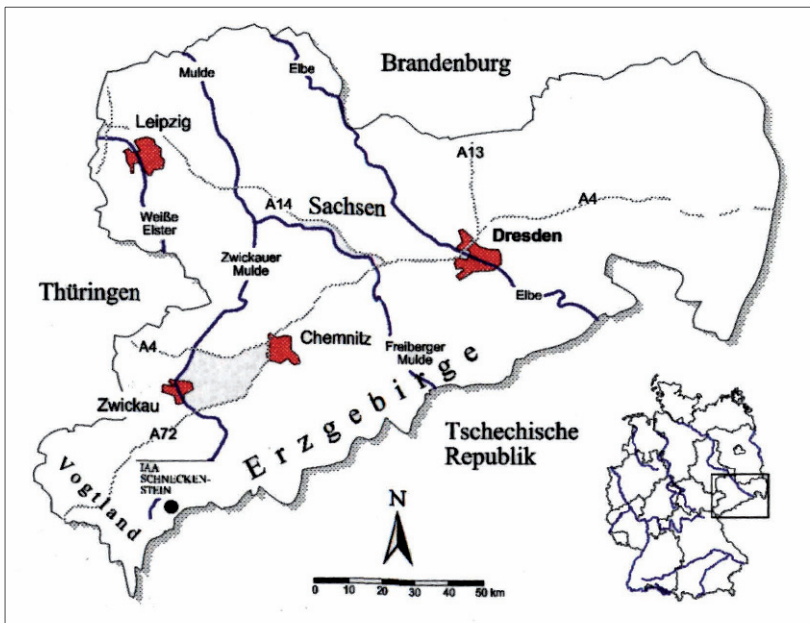 Mulde
Elbe
Brandenburg
Leipzig
A13
A14
Sachsen
A4
Weiße
Elster
Zwickauer
Mulde
Dresden
Thüringen
Elbe
A4
Chemnitz
Freiberger
Mulde
Zwickau
Erzgebirge
A72
Tschechische
Republik
IAA
SCHNECKEN-
STEIN
Vogtland
N
0 10 20 30 40 50 km